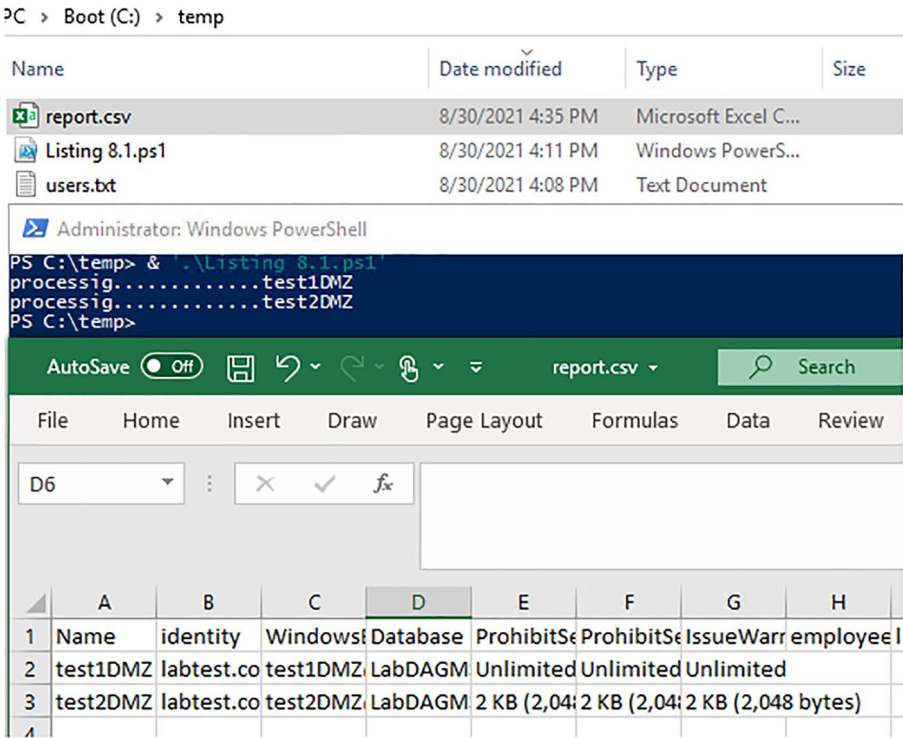 PC > Boot (C:) > temp
Name Date modified Type Size
report.csv 8/30/2021 4:35 PM Microsoft Excel C...
Listing 8.1.ps1 8/30/2021 4:11 PM Windows PowerS...
users.txt 8/30/2021 4:08 PM Text Document
Administrator: Windows PowerShell
PS C:\temp> & '.\Listing 8.1.ps1'
processig..............test1DMZ
processig..............test2DMZ
PS C:\temp>
AutoSave Off report.csv Search
File Home Insert Draw Page Layout Formulas Data Review
D6 fx
A B C D E F G H
1 Name identity WindowsE Database ProhibitSe ProhibitSe IssueWarr employee
2 test1DMZ labtest.co test1DMZ LabDAGM Unlimited Unlimited Unlimited
3 test2DMZ labtest.co test2DMZ LabDAGM 2 KB (2,048 2 KB (2,048 2 KB (2,048 bytes)
4